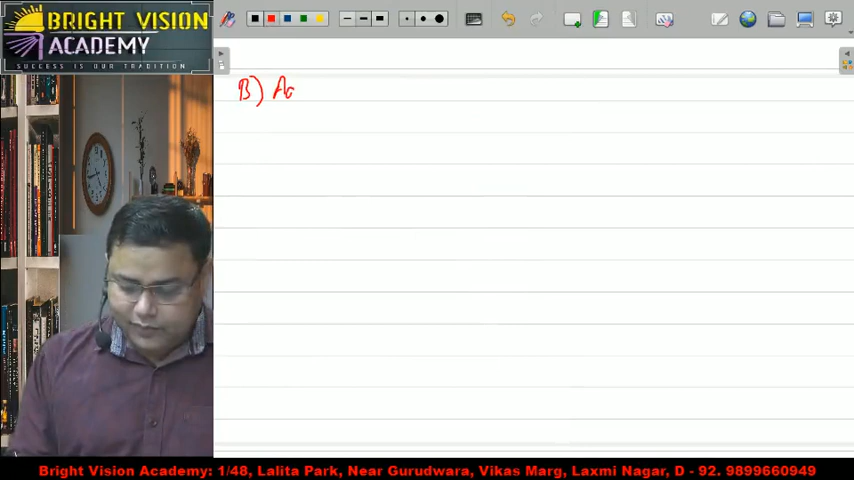 BRIGHT VISION
ACADEMY
SUCCESS IS OUR TRADITION
B) Ac
Bright Vision Academy: 1/48, Lalita Park, Near Gurudwara, Vikas Marg, Laxmi Nagar, D - 92. 9899660949